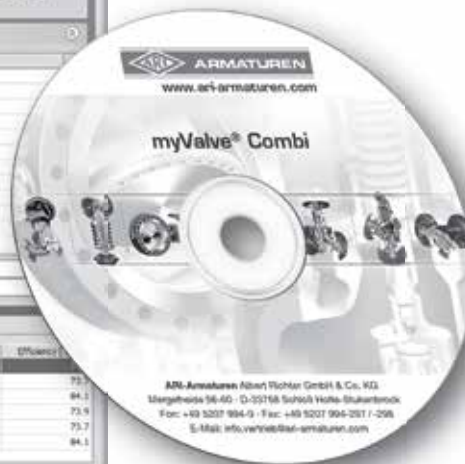 ARI ARMATUREN
www.ari-armaturen.com
myValve® Combi
Efficiency
73.7
84.1
73.9
73.7
84.1
ARI-Armaturen Albert Richter GmbH & Co. KG.
Mergelheide 56-60 · D-33758 Schloß Holte-Stukenbrock
Fon: +49 5207 994-0 · Fax: +49 5207 994-297 / -298
E-Mail: info.vertrieb@ari-armaturen.com